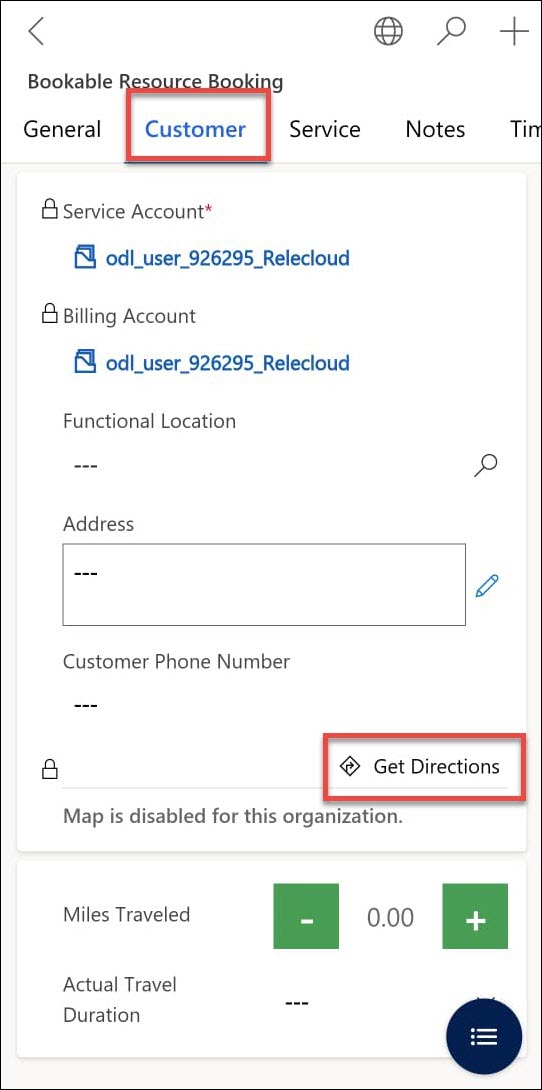 Bookable Resource Booking
General Customer Service Notes Tim
Service Account*
odl_user_926295_Relecloud
Billing Account
odl_user_926295_Relecloud
Functional Location
---
Address
---
Customer Phone Number
---
Get Directions
Map is disabled for this organization.
Miles Traveled - 0.00 +
Actual Travel
Duration ---